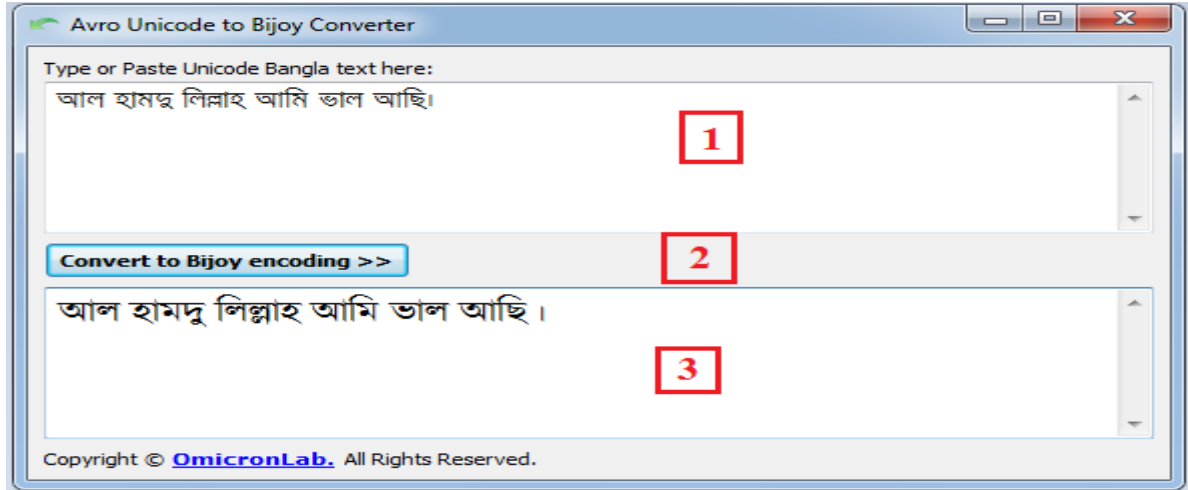 Avro Unicode to Bijoy Converter
Type or Paste Unicode Bangla text here:
আল হামদু লিল্লাহ আমি ভাল আছি।
1
Convert to Bijoy encoding >>
2
আল হামদু লিল্লাহ আমি ভাল আছি ।
3
Copyright © OmicronLab. All Rights Reserved.